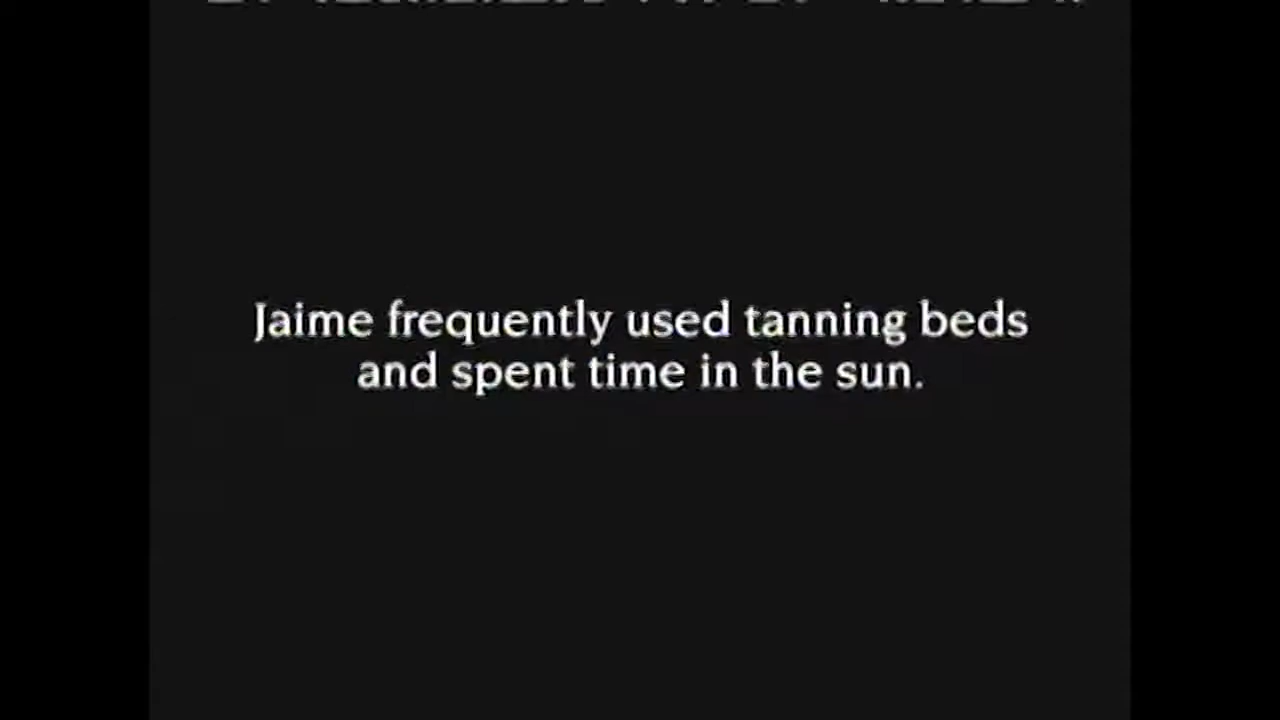 Jaime frequently used tanning beds
and spent time in the sun.